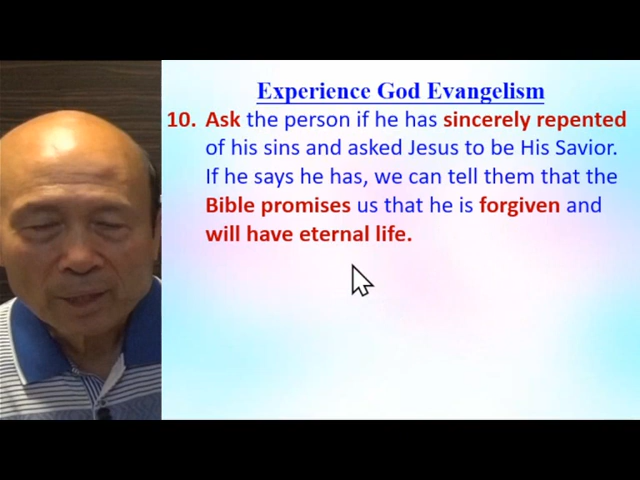 Experience God Evangelism
10. Ask the person if he has sincerely repented
of his sins and asked Jesus to be His Savior.
If he says he has, we can tell them that the
Bible promises us that he is forgiven and
will have eternal life.